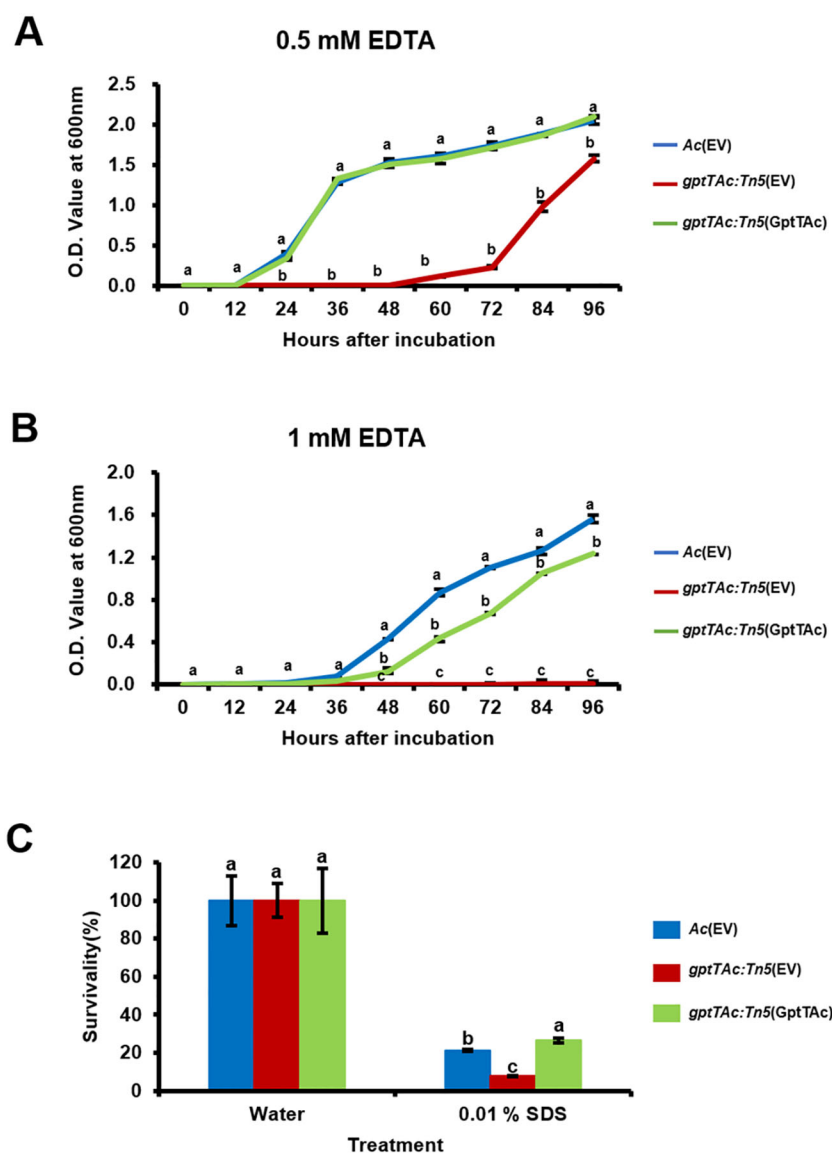 A
0.5 mM EDTA
2.5
2.0
1.5
1.0
0.5
0.0
O.D. Value at 600nm
a a a a a a a a a
b b b b b b b
0 12 24 36 48 60 72 84 96
Hours after incubation
Ac(EV)
gptTAc:Tn5(EV)
gptTAc:Tn5(GptTAc)
B
1 mM EDTA
2.0
1.6
1.2
0.8
0.4
0.0
O.D. Value at 600nm
a a a a a a a a a
b b b b b
c c c c c
0 12 24 36 48 60 72 84 96
Hours after incubation
Ac(EV)
gptTAc:Tn5(EV)
gptTAc:Tn5(GptTAc)
C
120
100
80
60
40
20
0
Survivality(%)
a a a
b c a
Water 0.01 % SDS
Treatment
Ac(EV)
gptTAc:Tn5(EV)
gptTAc:Tn5(GptTAc)